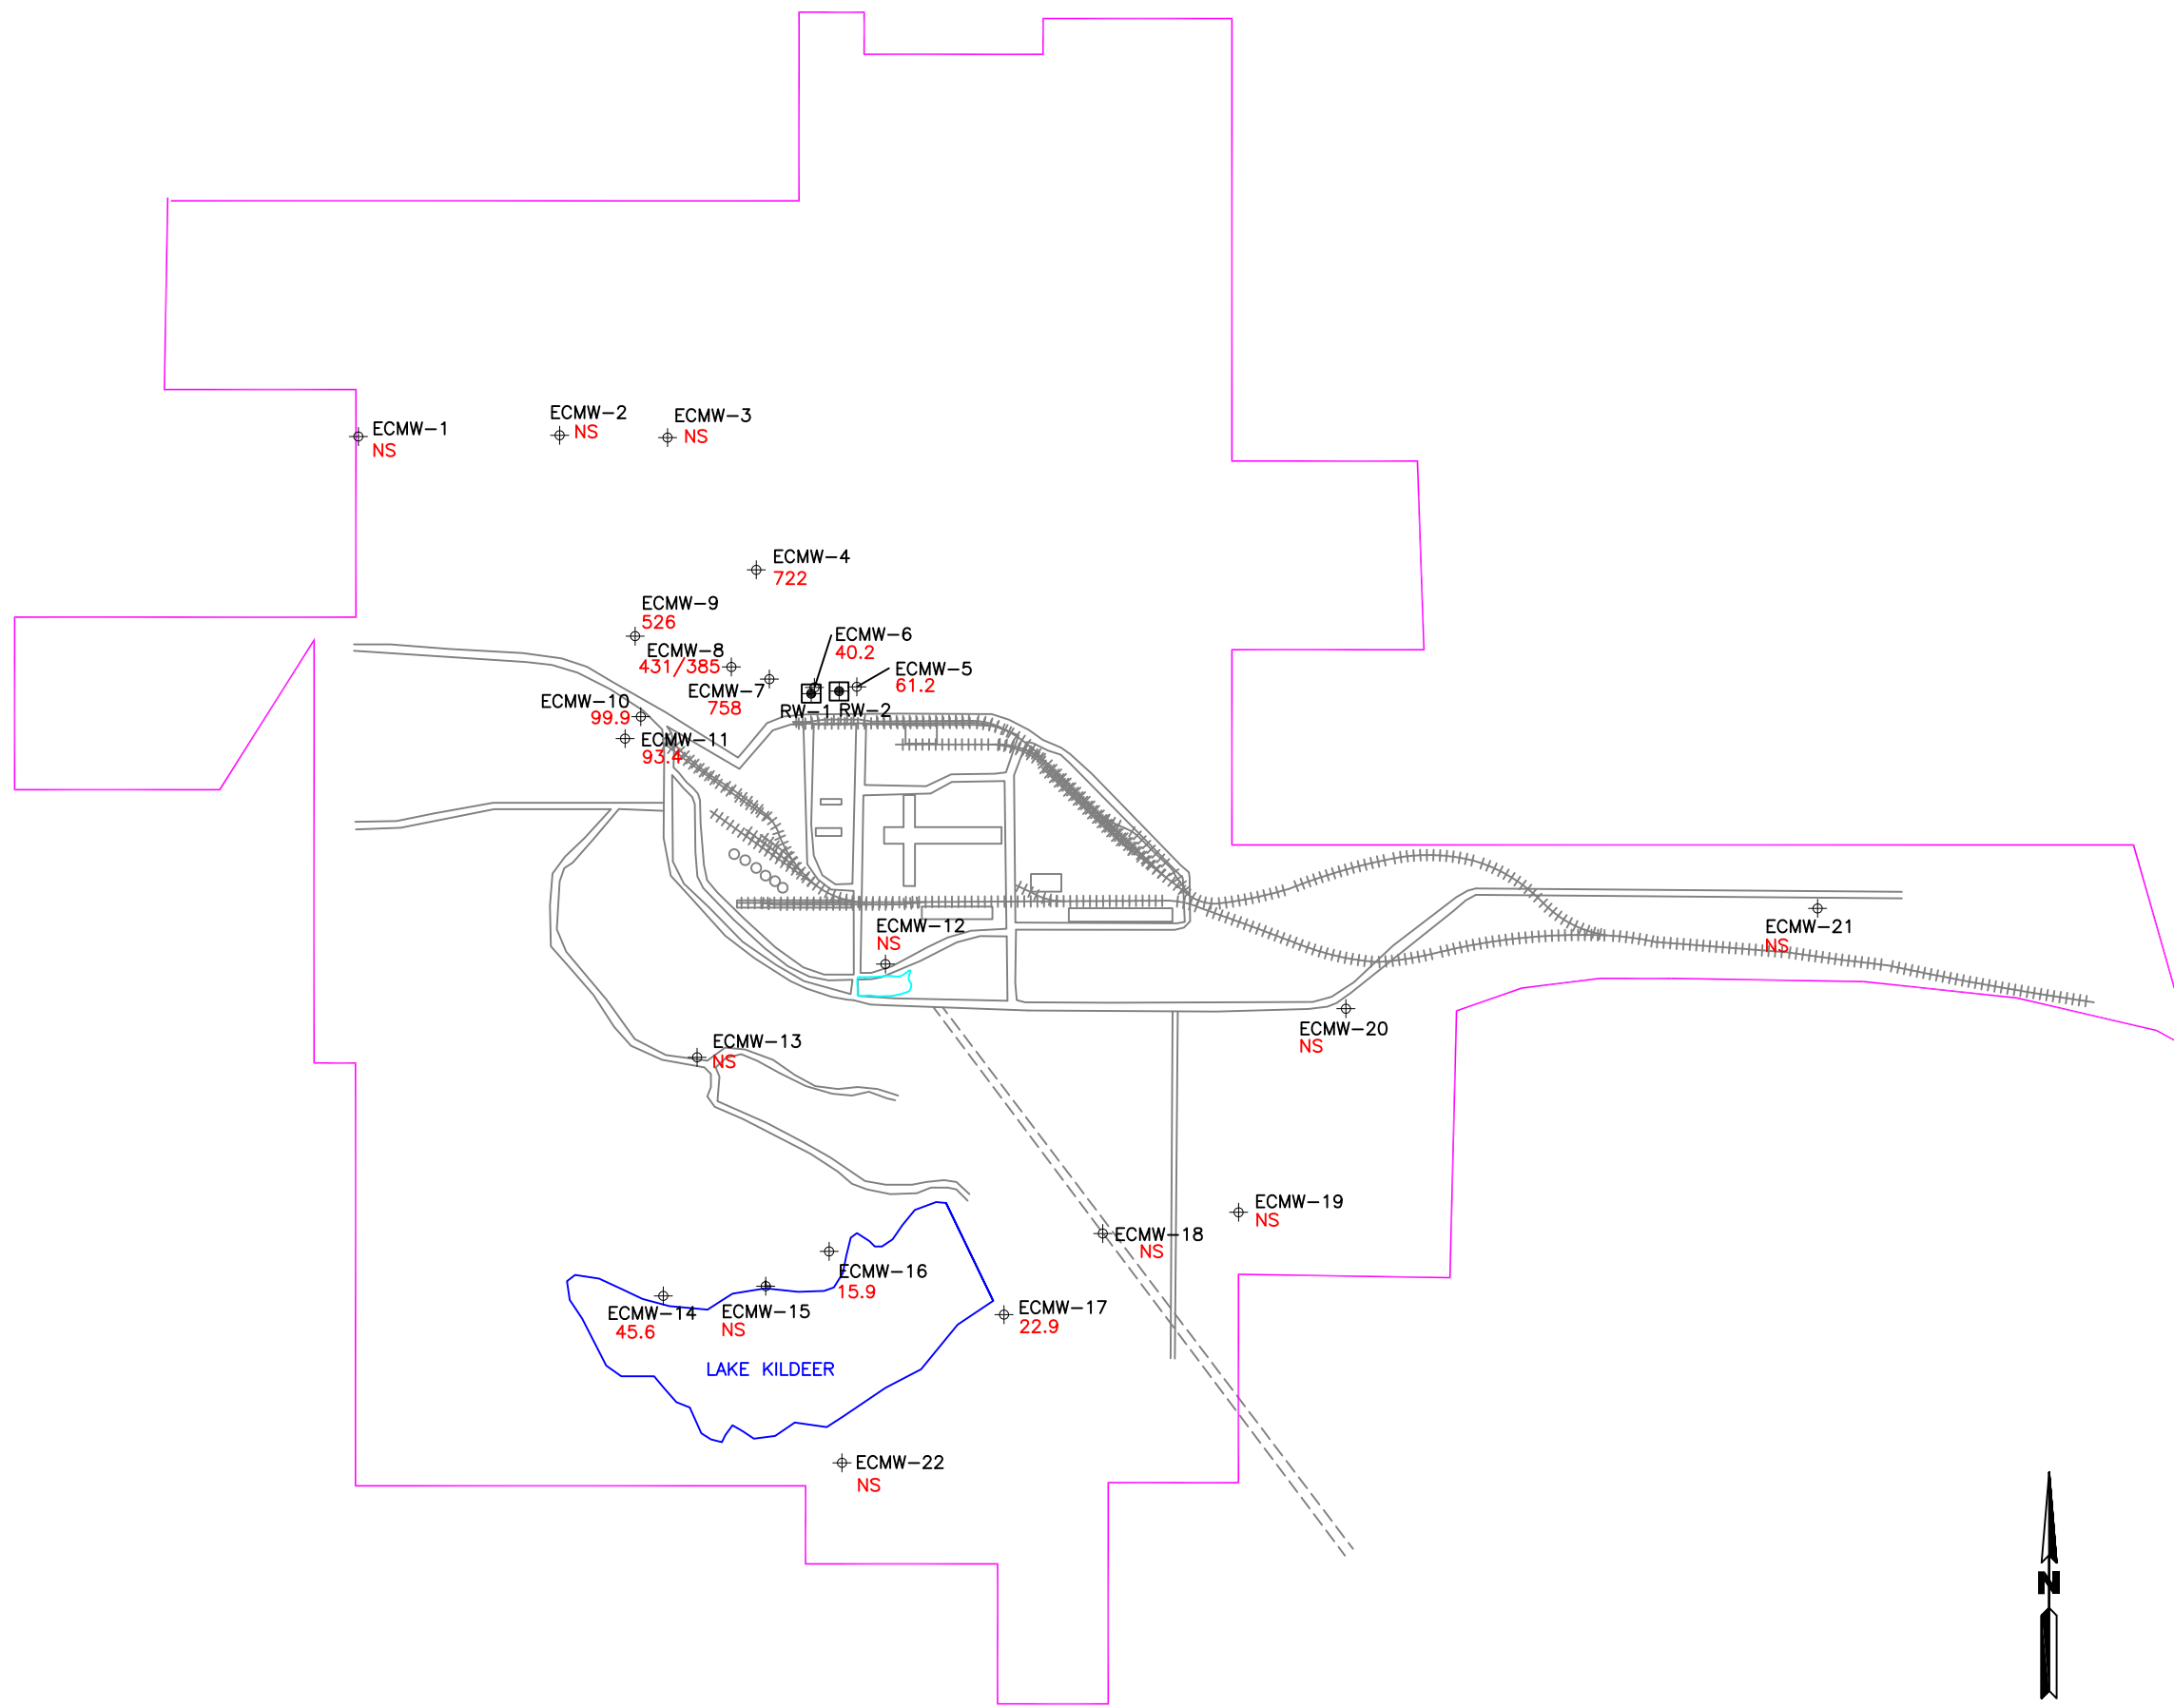 ECMW-1
NS
ECMW-2
NS
ECMW-3
NS
ECMW-4
722
ECMW-9
526
ECMW-8
431/385
ECMW-6
40.2
ECMW-5
61.2
ECMW-7
758
RW-1
RW-2
ECMW-10
99.9
ECMW-11
93.4
ECMW-12
NS
ECMW-21
NS
ECMW-20
NS
ECMW-13
NS
ECMW-19
NS
ECMW-18
NS
ECMW-16
15.9
ECMW-14
45.6
ECMW-15
NS
ECMW-17
22.9
LAKE KILDEER
ECMW-22
NS
N